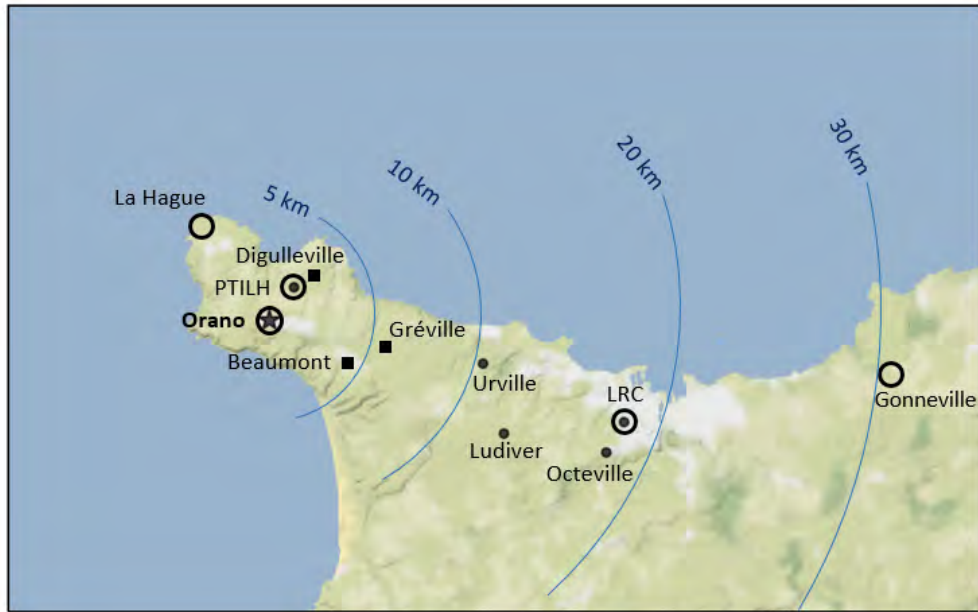 30 km
20 km
10 km
5 km
La Hague
Digulleville
PTILH
Orano
Gréville
Beaumont
Urville
Gonneville
LRC
Ludiver
Octeville